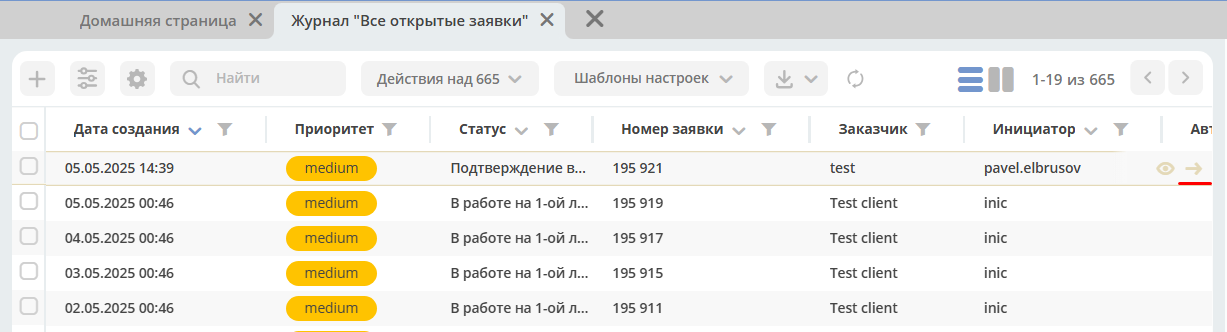 Домашняя страница Журнал "Все открытые заявки"
Найти Действия над 665 Шаблоны настроек 1-19 из 665
Дата создания Приоритет Статус Номер заявки Заказчик Инициатор Авт
05.05.2025 14:39 medium Подтверждение в... 195 921 test pavel.elbrusov
05.05.2025 00:46 medium В работе на 1-ой л... 195 919 Test client inic
04.05.2025 00:46 medium В работе на 1-ой л... 195 917 Test client inic
03.05.2025 00:46 medium В работе на 1-ой л... 195 915 Test client inic
02.05.2025 00:46 medium В работе на 1-ой л... 195 911 Test client inic